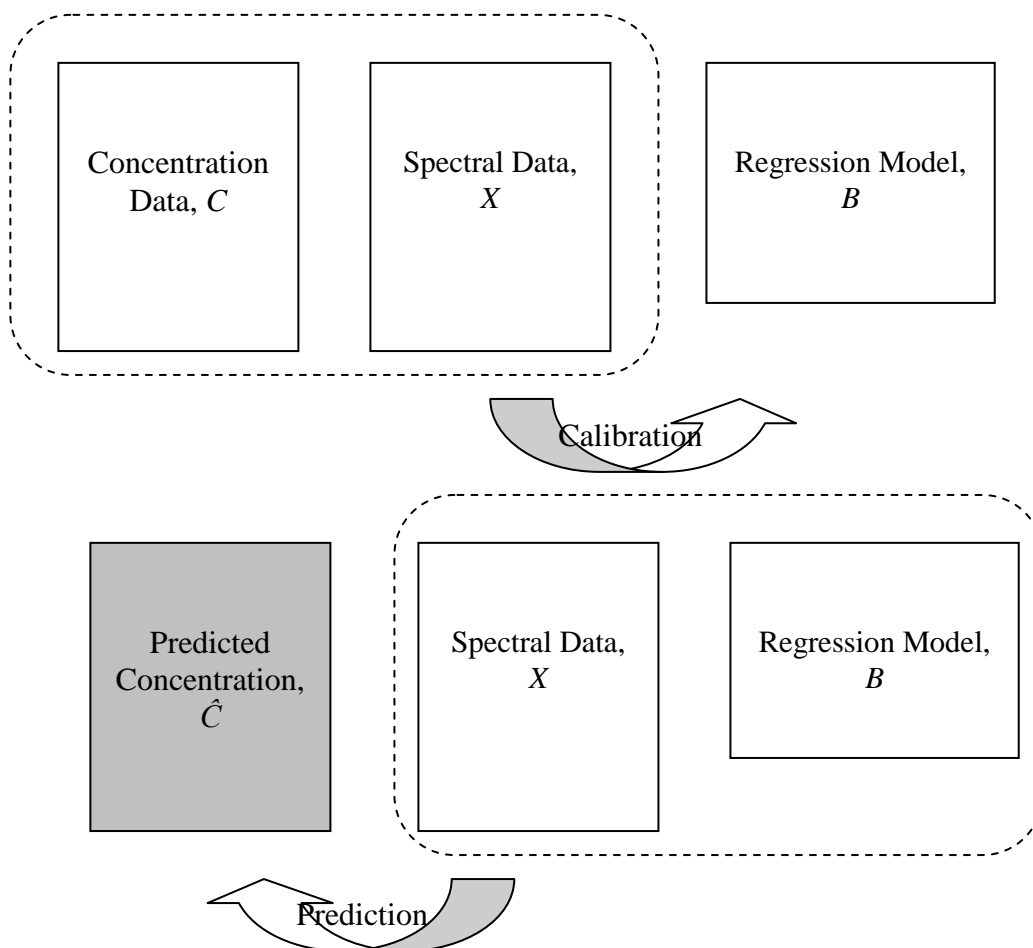 Concentration
Data, C
Spectral Data,
X
Regression Model,
B
Calibration
Predicted
Concentration,
Ĉ
Spectral Data,
X
Regression Model,
B
Prediction